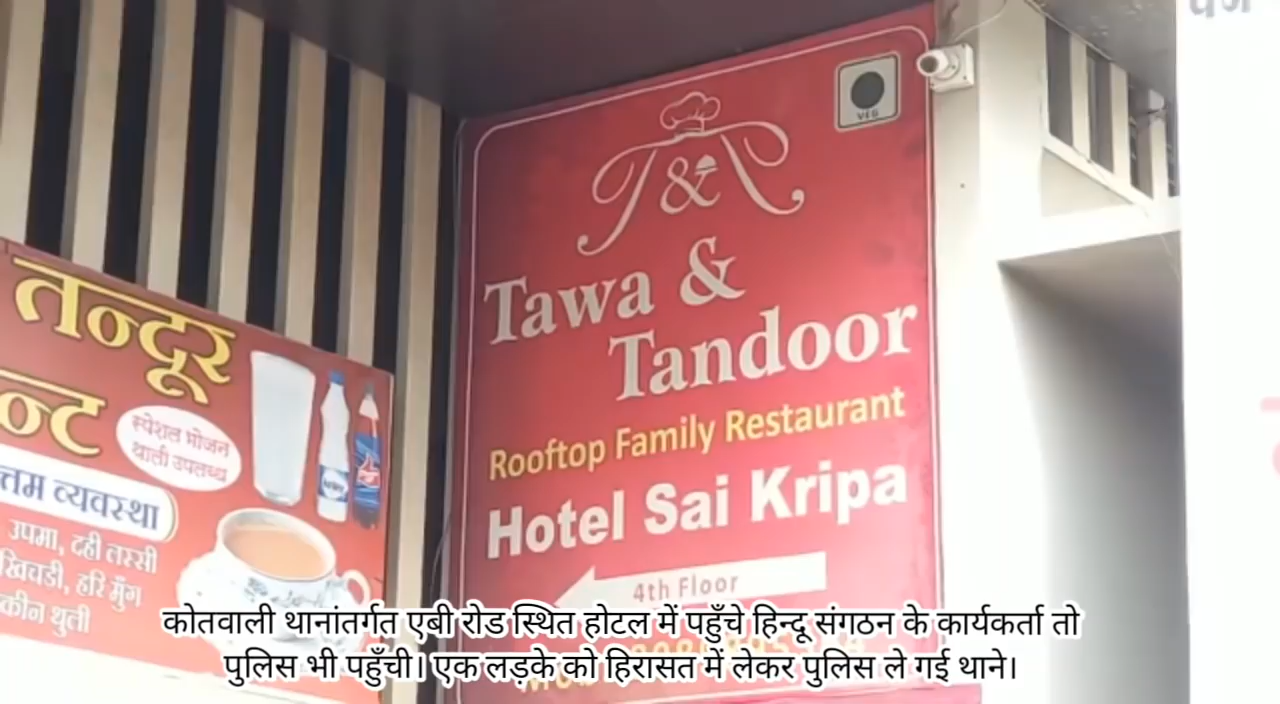 तन्दूर
न्ट
स्पेशल भोजन
थाली उपलब्ध
त्तम व्यवस्था
उपमा, दही लस्सी
खिचडी, हरि मुँग
कीन थुली
VEG
T&T
Tawa &
Tandoor
Rooftop Family Restaurant
Hotel Sai Kripa
4th Floor
कोतवाली थानांतर्गत एबी रोड स्थित होटल में पहुँचे हिन्दू संगठन के कार्यकर्ता तो
पुलिस भी पहुँची। एक लड़के को हिरासत में लेकर पुलिस ले गई थाने।